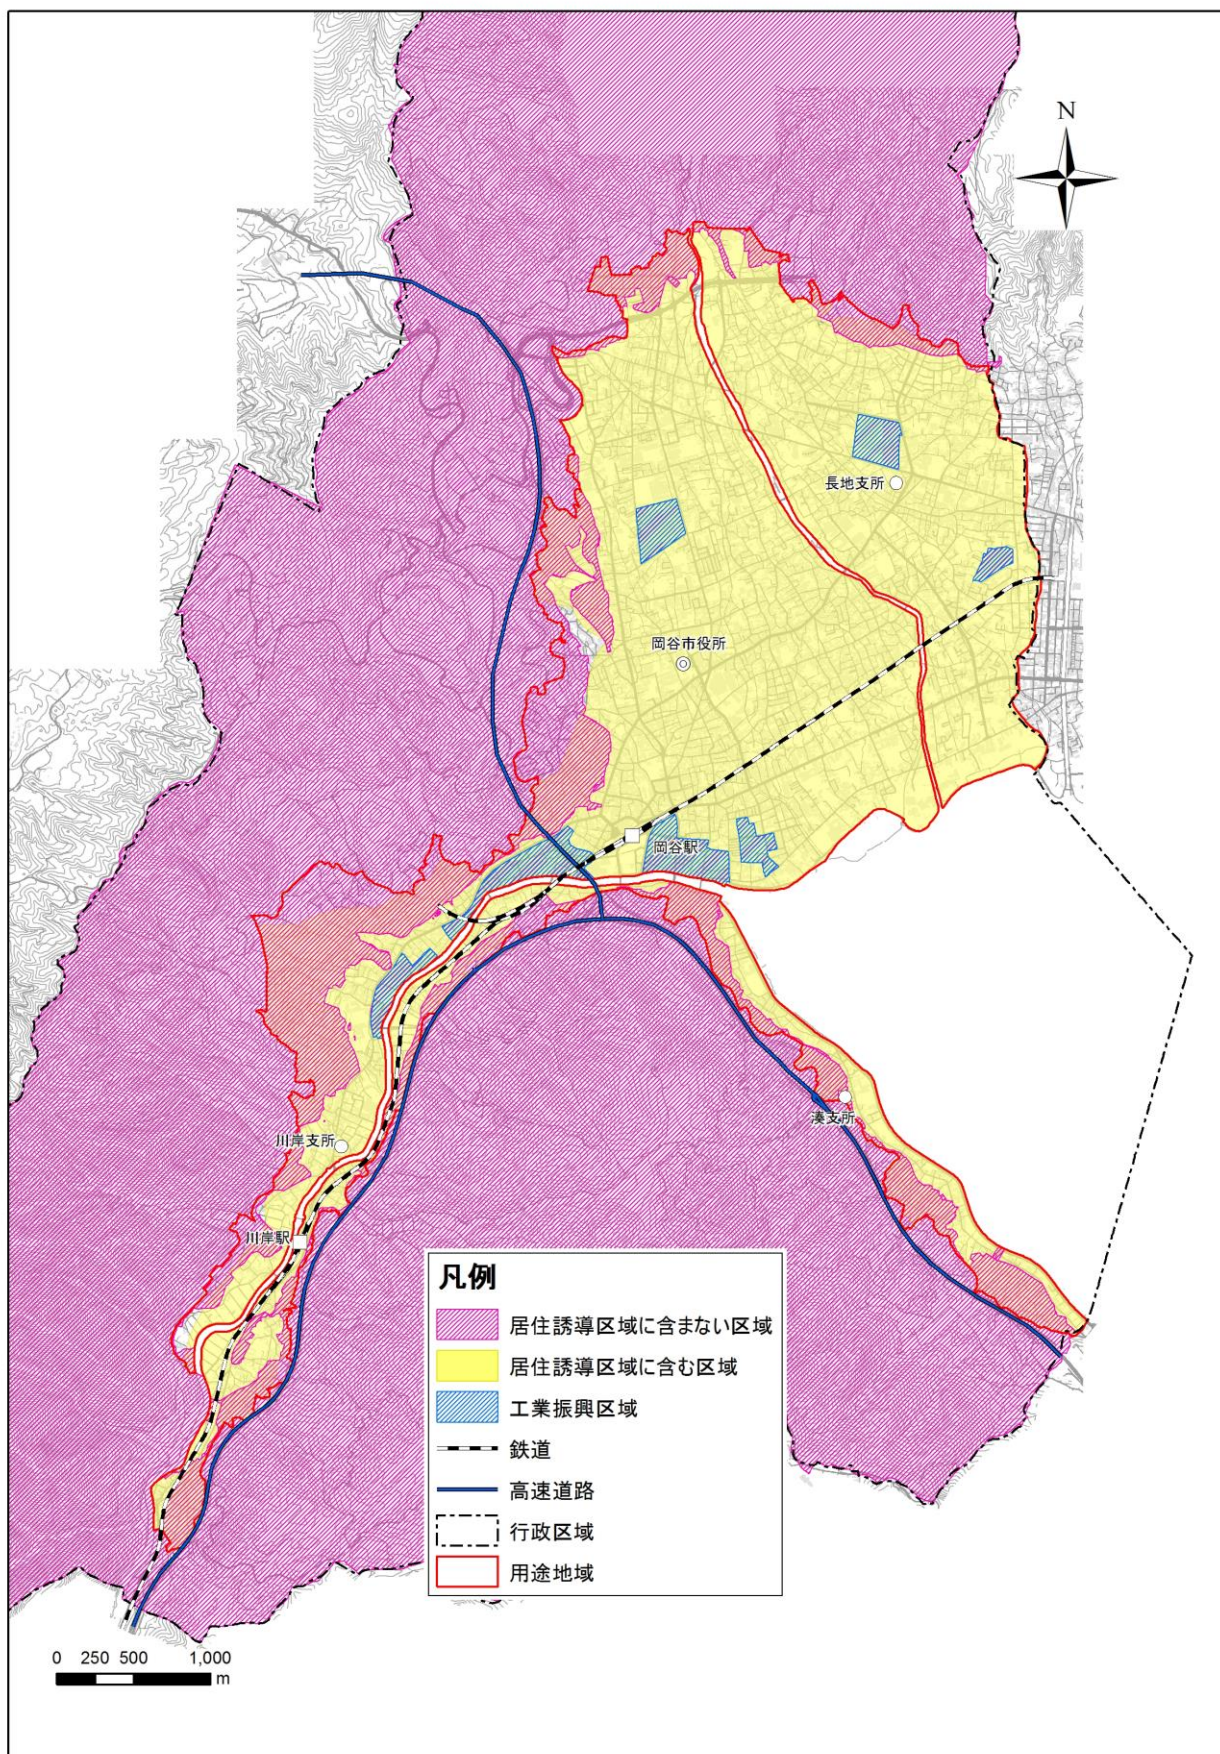 N
長地支所
岡谷市役所
岡谷駅
湊支所
川岸支所
川岸駅
凡例
居住誘導区域に含まない区域
居住誘導区域に含む区域
工業振興区域
鉄道
高速道路
行政区域
用途地域
0 250 500 1,000
m